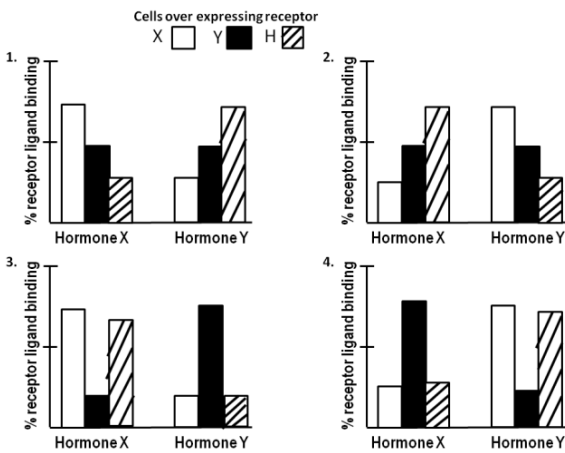 Cells over expressing receptor
X Y H
1.
% receptor ligand binding
Hormone X Hormone Y
2.
% receptor ligand binding
Hormone X Hormone Y
3.
% receptor ligand binding
Hormone X Hormone Y
4.
% receptor ligand binding
Hormone X Hormone Y